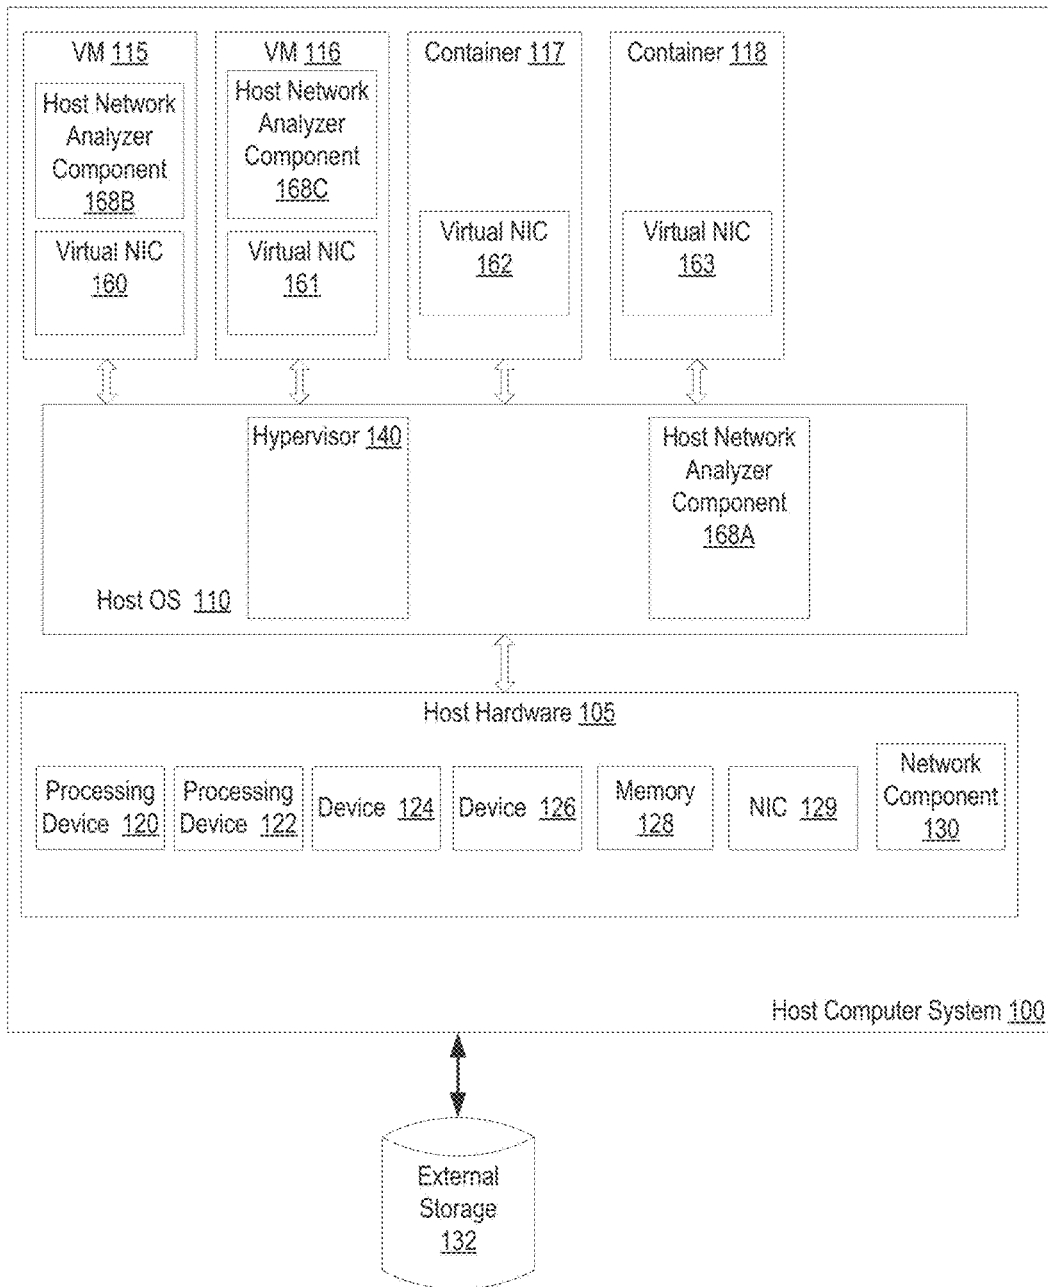 VM 115
Host Network
Analyzer
Component
168B
Virtual NIC
160
VM 116
Host Network
Analyzer
Component
168C
Virtual NIC
161
Container 117
Virtual NIC
162
Container 118
Virtual NIC
163
Hypervisor 140
Host Network
Analyzer
Component
168A
Host OS 110
Host Hardware 105
Processing
Device 120
Processing
Device 122
Device 124
Device 126
Memory
128
NIC 129
Network
Component
130
Host Computer System 100
External
Storage
132